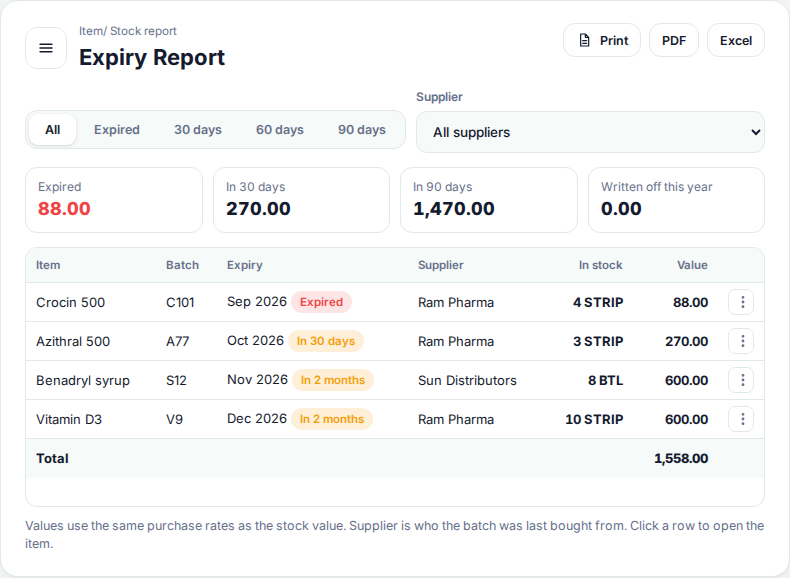 Item/ Stock report
Expiry Report
Print PDF Excel
Supplier
All Expired 30 days 60 days 90 days All suppliers
Expired In 30 days In 90 days Written off this year
88.00 270.00 1,470.00 0.00
Item Batch Expiry Supplier In stock Value
Crocin 500 C101 Sep 2026 Expired Ram Pharma 4 STRIP 88.00
Azithral 500 A77 Oct 2026 In 30 days Ram Pharma 3 STRIP 270.00
Benadryl syrup S12 Nov 2026 In 2 months Sun Distributors 8 BTL 600.00
Vitamin D3 V9 Dec 2026 In 2 months Ram Pharma 10 STRIP 600.00
Total 1,558.00
Values use the same purchase rates as the stock value. Supplier is who the batch was last bought from. Click a row to open the
item.